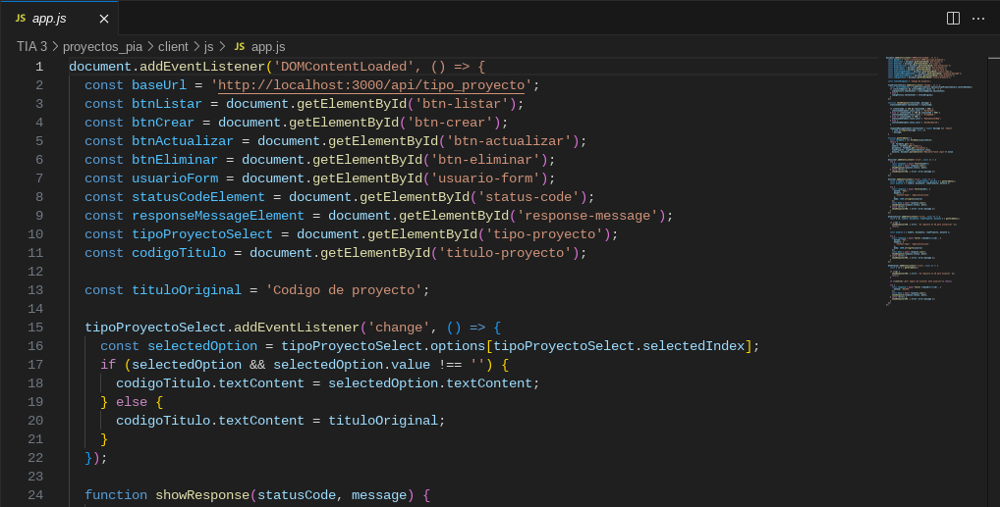 JS app.js
TIA 3 > proyectos_pia > client > js > JS app.js
1 document.addEventListener('DOMContentLoaded', () => {
2 const baseUrl = 'http://localhost:3000/api/tipo_proyecto';
3 const btnListar = document.getElementById('btn-listar');
4 const btnCrear = document.getElementById('btn-crear');
5 const btnActualizar = document.getElementById('btn-actualizar');
6 const btnEliminar = document.getElementById('btn-eliminar');
7 const usuarioForm = document.getElementById('usuario-form');
8 const statusCodeElement = document.getElementById('status-code');
9 const responseMessageElement = document.getElementById('response-message');
10 const tipoProyectoSelect = document.getElementById('tipo-proyecto');
11 const codigoTitulo = document.getElementById('titulo-proyecto');
12
13 const tituloOriginal = 'Codigo de proyecto';
14
15 tipoProyectoSelect.addEventListener('change', () => {
16 const selectedOption = tipoProyectoSelect.options[tipoProyectoSelect.selectedIndex];
17 if (selectedOption && selectedOption.value !== '') {
18 codigoTitulo.textContent = selectedOption.textContent;
19 } else {
20 codigoTitulo.textContent = tituloOriginal;
21 }
22 });
23
24 function showResponse(statusCode, message) {